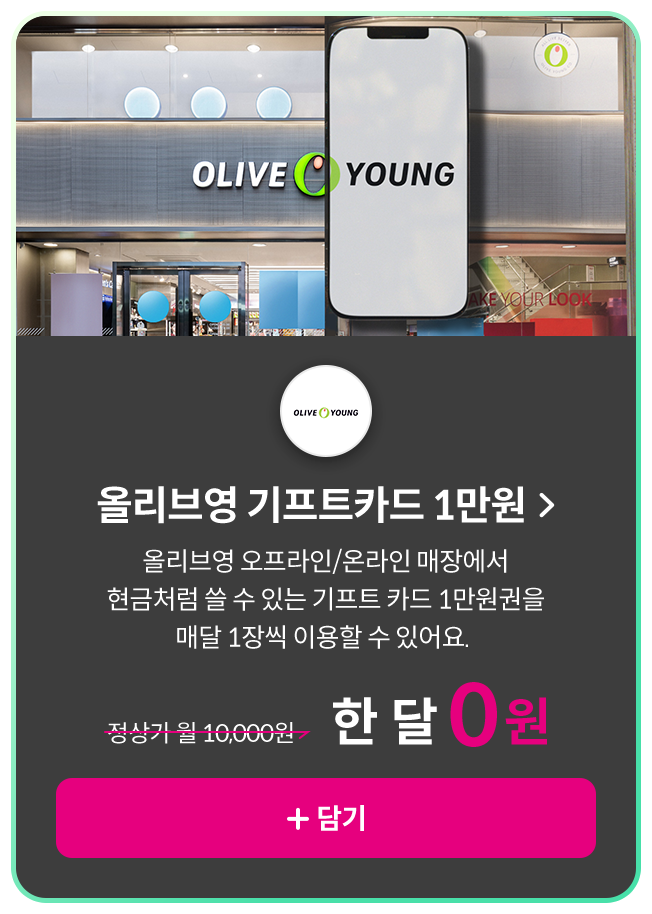 OLIVE YOUNG
MAKE YOUR LOOK
OLIVE YOUNG
올리브영 기프트카드 1만원 >
올리브영 오프라인/온라인 매장에서
현금처럼 쓸 수 있는 기프트 카드 1만원권을
매달 1장씩 이용할 수 있어요.
정상가 월 10,000원
한 달 0원
+ 담기